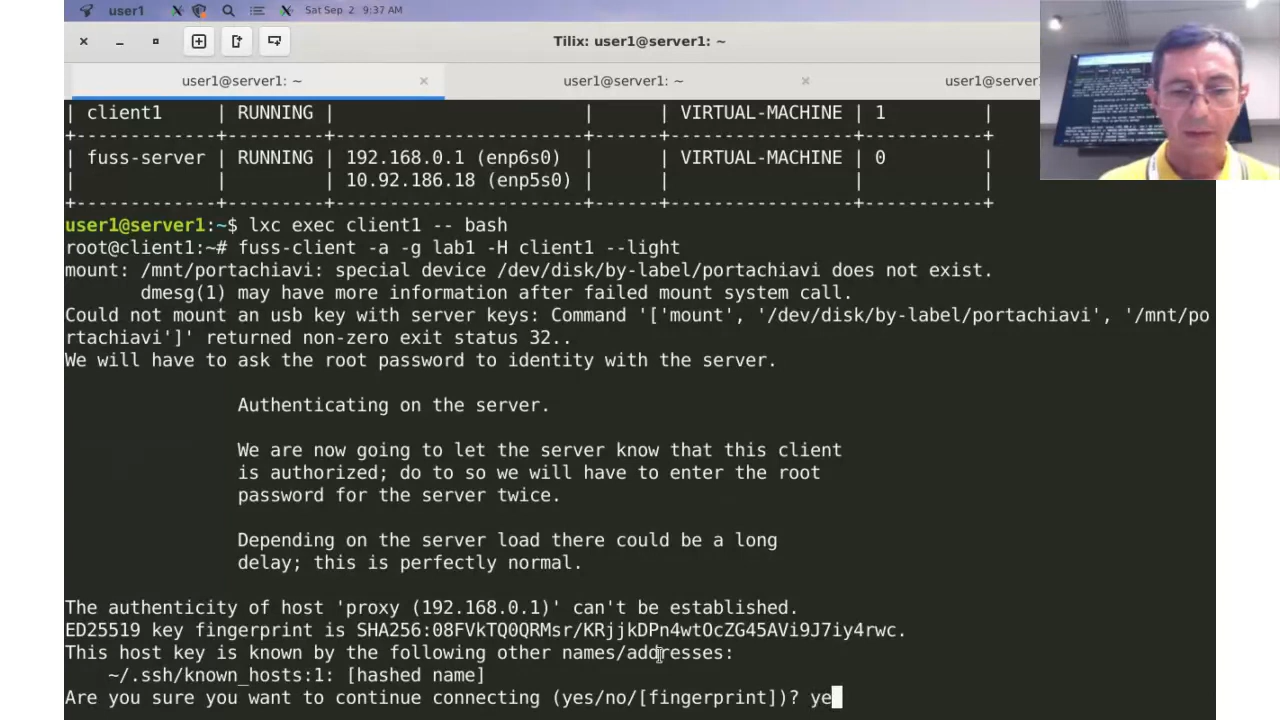 user1 Sat Sep 2 9:37 AM
Tilix: user1@server1: ~
user1@server1: ~ × user1@server1: ~ × user1@server1:
| client1 | RUNNING | | | VIRTUAL-MACHINE | 1 |
+-------------+---------+------------------------+------+-----------------+-----------+
| fuss-server | RUNNING | 192.168.0.1 (enp6s0) | | VIRTUAL-MACHINE | 0 |
| | | 10.92.186.18 (enp5s0) | | | |
+-------------+---------+------------------------+------+-----------------+-----------+
user1@server1:~$ lxc exec client1 -- bash
root@client1:~# fuss-client -a -g lab1 -H client1 --light
mount: /mnt/portachiavi: special device /dev/disk/by-label/portachiavi does not exist.
dmesg(1) may have more information after failed mount system call.
Could not mount an usb key with server keys: Command '['mount', '/dev/disk/by-label/portachiavi', '/mnt/po
rtachiavi']' returned non-zero exit status 32..
We will have to ask the root password to identity with the server.
Authenticating on the server.
We are now going to let the server know that this client
is authorized; do to so we will have to enter the root
password for the server twice.
Depending on the server load there could be a long
delay; this is perfectly normal.
The authenticity of host 'proxy (192.168.0.1)' can't be established.
ED25519 key fingerprint is SHA256:08FVkTQ0QRMsr/KRjjkDPn4wtOcZG45AVi9J7iy4rwc.
This host key is known by the following other names/addresses:
~/.ssh/known_hosts:1: [hashed name]
Are you sure you want to continue connecting (yes/no/[fingerprint])? ye